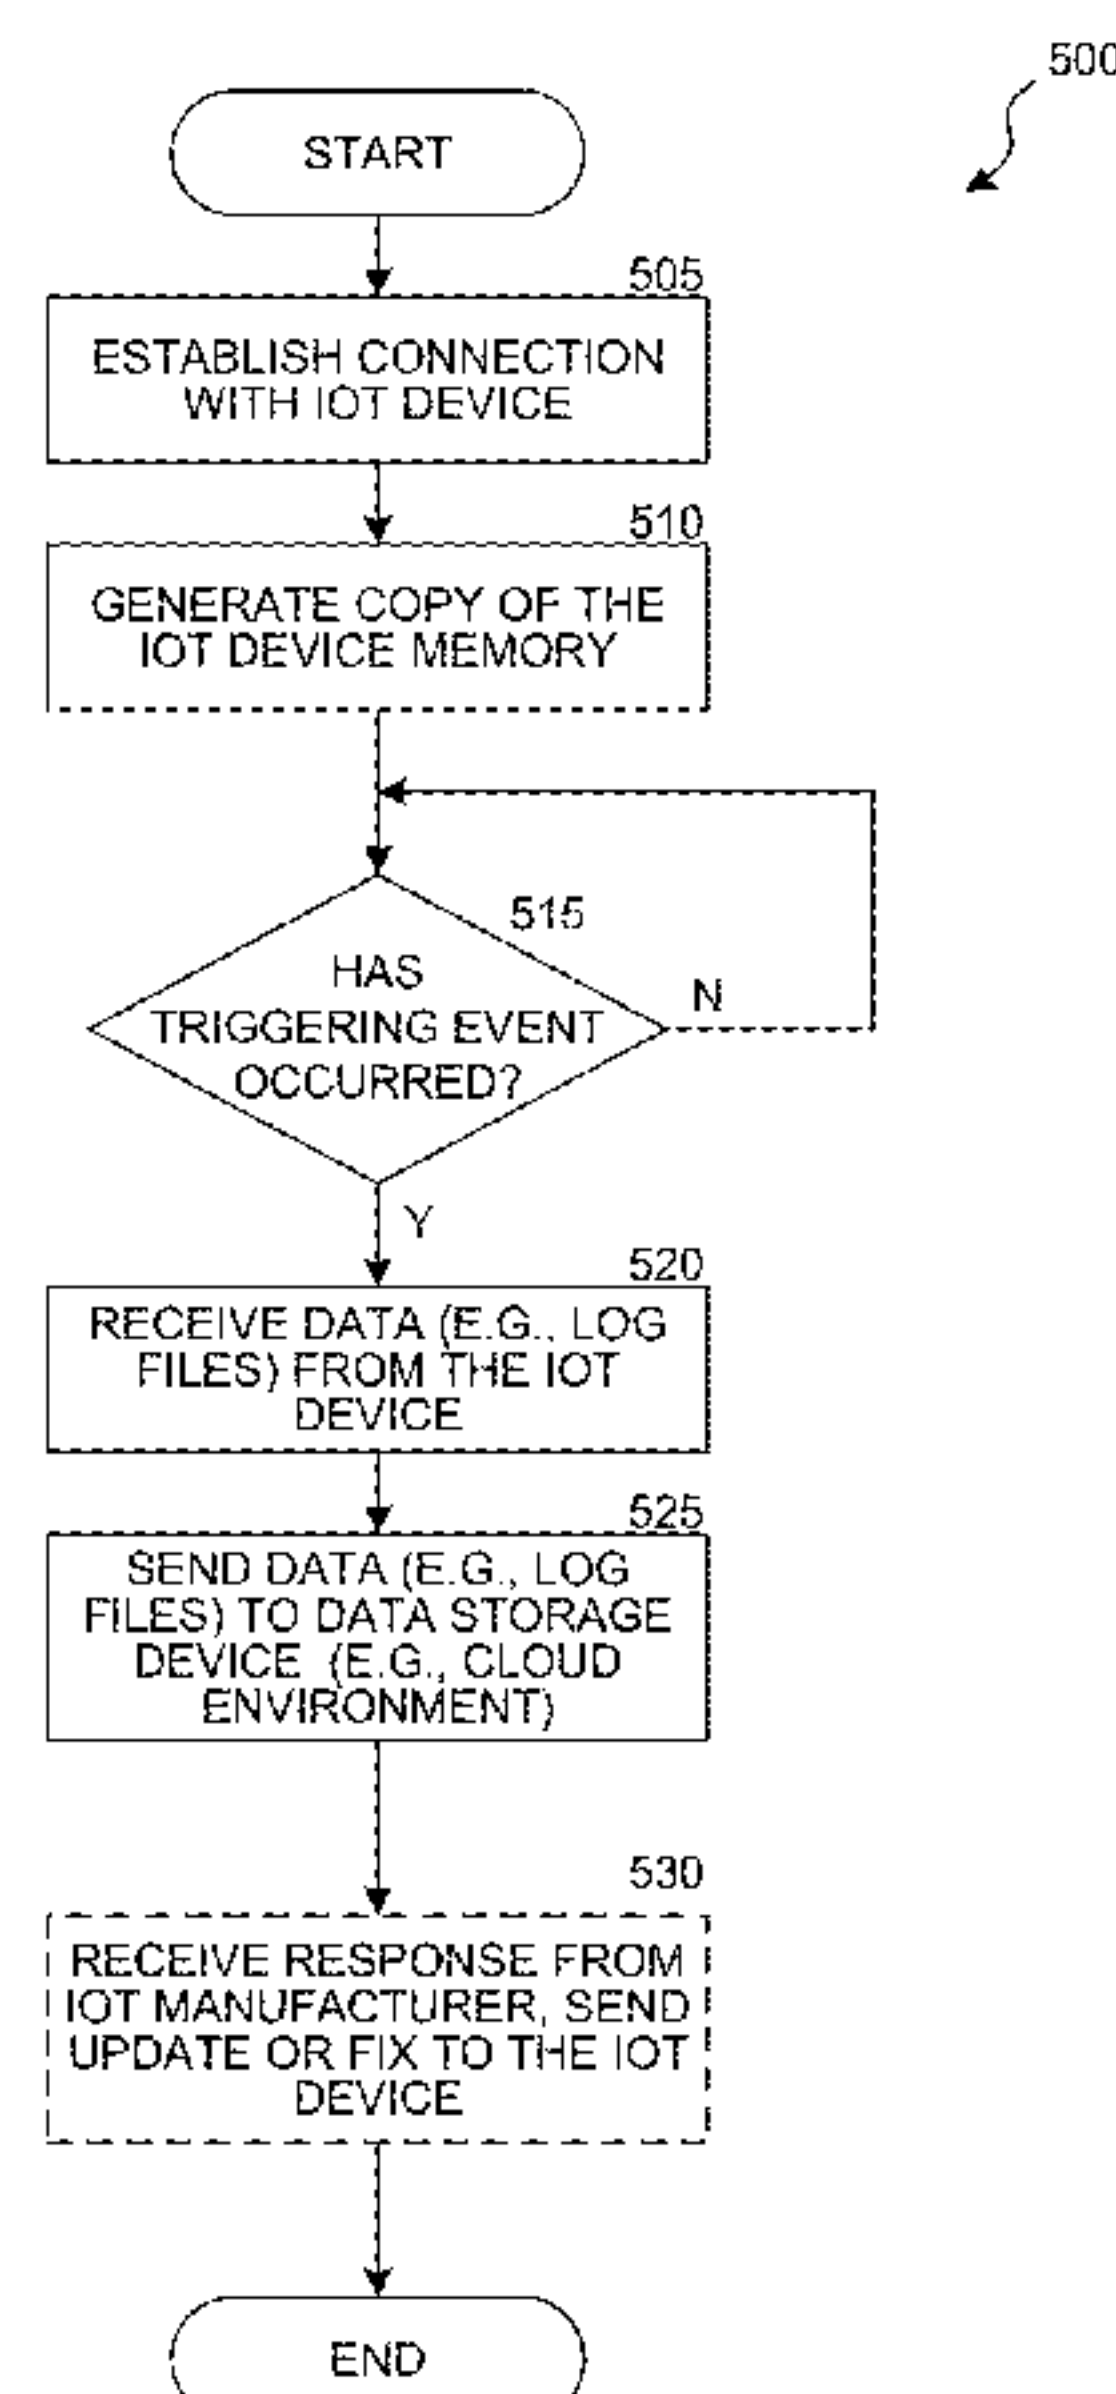 500
START
505
ESTABLISH CONNECTION
WITH IOT DEVICE
510
GENERATE COPY OF THE
IOT DEVICE MEMORY
515
HAS
TRIGGERING EVENT
OCCURRED?
N
Y
520
RECEIVE DATA (E.G., LOG
FILES) FROM THE IOT
DEVICE
525
SEND DATA (E.G., LOG
FILES) TO DATA STORAGE
DEVICE (E.G., CLOUD
ENVIRONMENT)
530
RECEIVE RESPONSE FROM
IOT MANUFACTURER, SEND
UPDATE OR FIX TO THE IOT
DEVICE
END